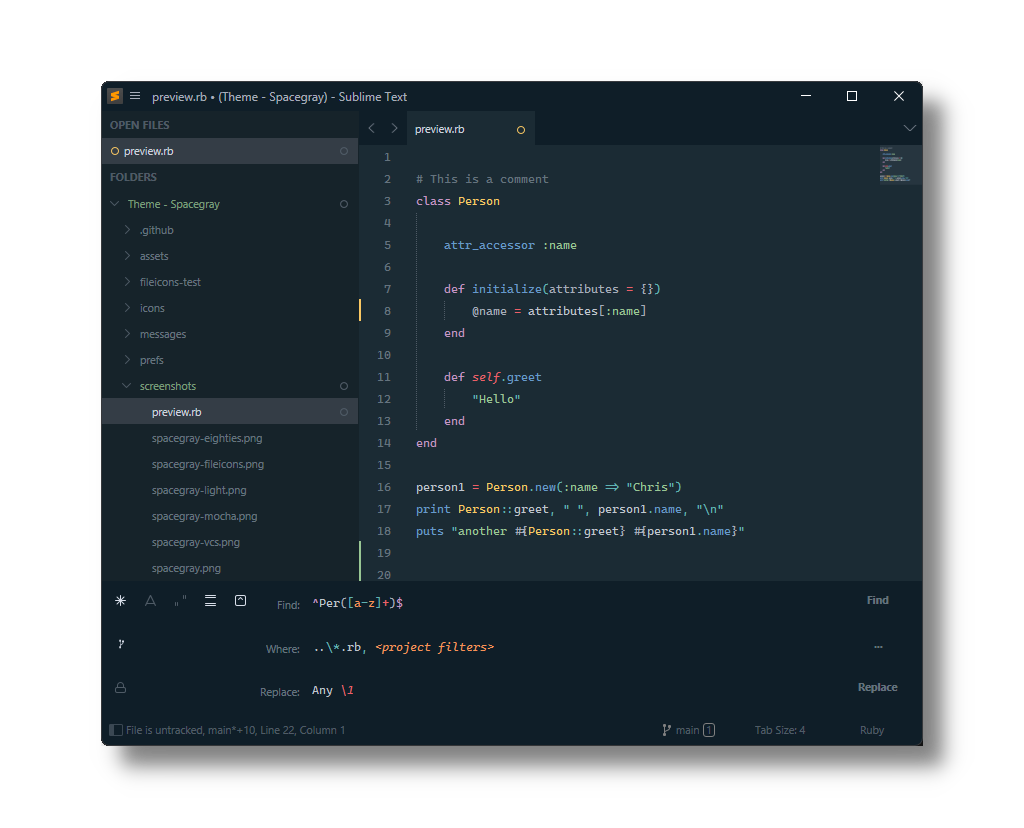 preview.rb • (Theme - Spacegray) - Sublime Text
OPEN FILES
preview.rb
FOLDERS
Theme - Spacegray
.github
assets
fileicons-test
icons
messages
prefs
screenshots
preview.rb
spacegray-eighties.png
spacegray-fileicons.png
spacegray-light.png
spacegray-mocha.png
spacegray-vcs.png
spacegray.png
preview.rb
1
2 # This is a comment
3 class Person
4
5 attr_accessor :name
6
7 def initialize(attributes = {})
8 @name = attributes[:name]
9 end
10
11 def self.greet
12 "Hello"
13 end
14 end
15
16 person1 = Person.new(:name => "Chris")
17 print Person::greet, " ", person1.name, "\n"
18 puts "another #{Person::greet} #{person1.name}"
19
20
Find: ^Per([a-z]+)$ Find
Where: ..\*.rb, <project filters> ...
Replace: Any \1 Replace
File is untracked, main*+10, Line 22, Column 1 main 1 Tab Size: 4 Ruby